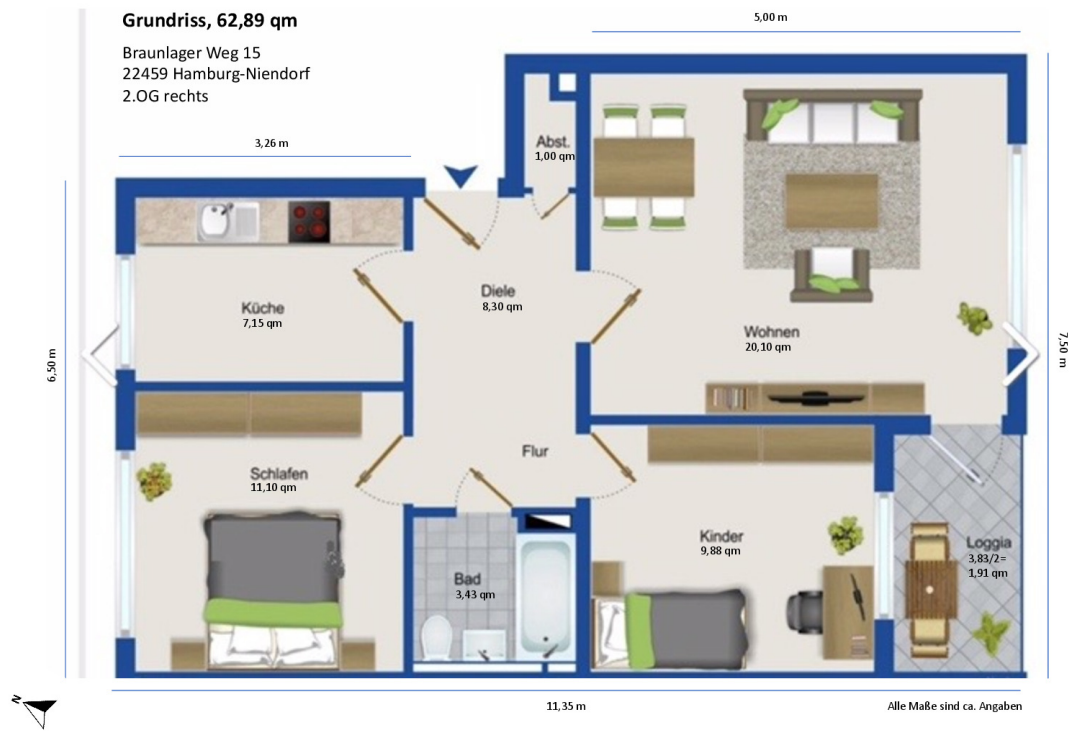 Grundriss, 62,89 qm
Braunlager Weg 15
22459 Hamburg-Niendorf
2.OG rechts
5,00 m
3,26 m
Abst.
1,00 qm
Diele
8,30 qm
Küche
7,15 qm
Wohnen
20,10 qm
6,50 m
7,50 m
Flur
Schlafen
11,10 qm
Kinder
9,88 qm
Loggia
3,83/2=
1,91 qm
Bad
3,43 qm
N
11,35 m
Alle Maße sind ca. Angaben